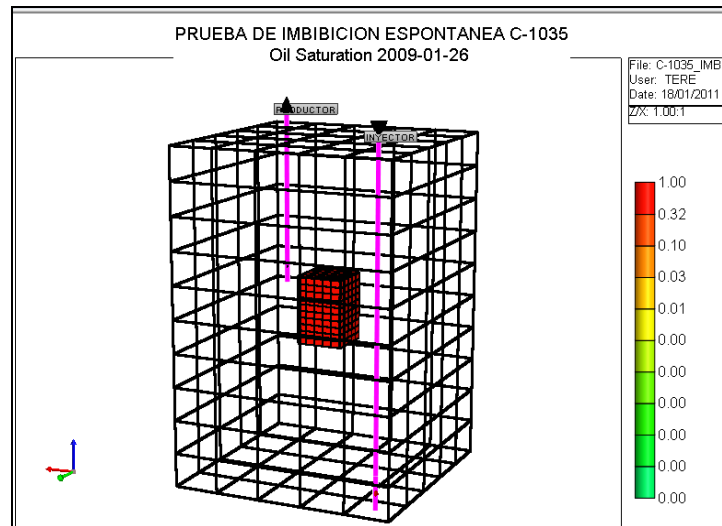 PRUEBA DE IMBIBICION ESPONTANEA C-1035
Oil Saturation 2009-01-26
File: C-1035_IMB
User: TERE
Date: 18/01/2011
Z/X: 1.00:1
PRODUCTOR
INYECTOR
1.00
0.32
0.10
0.03
0.01
0.00
0.00
0.00
0.00
0.00